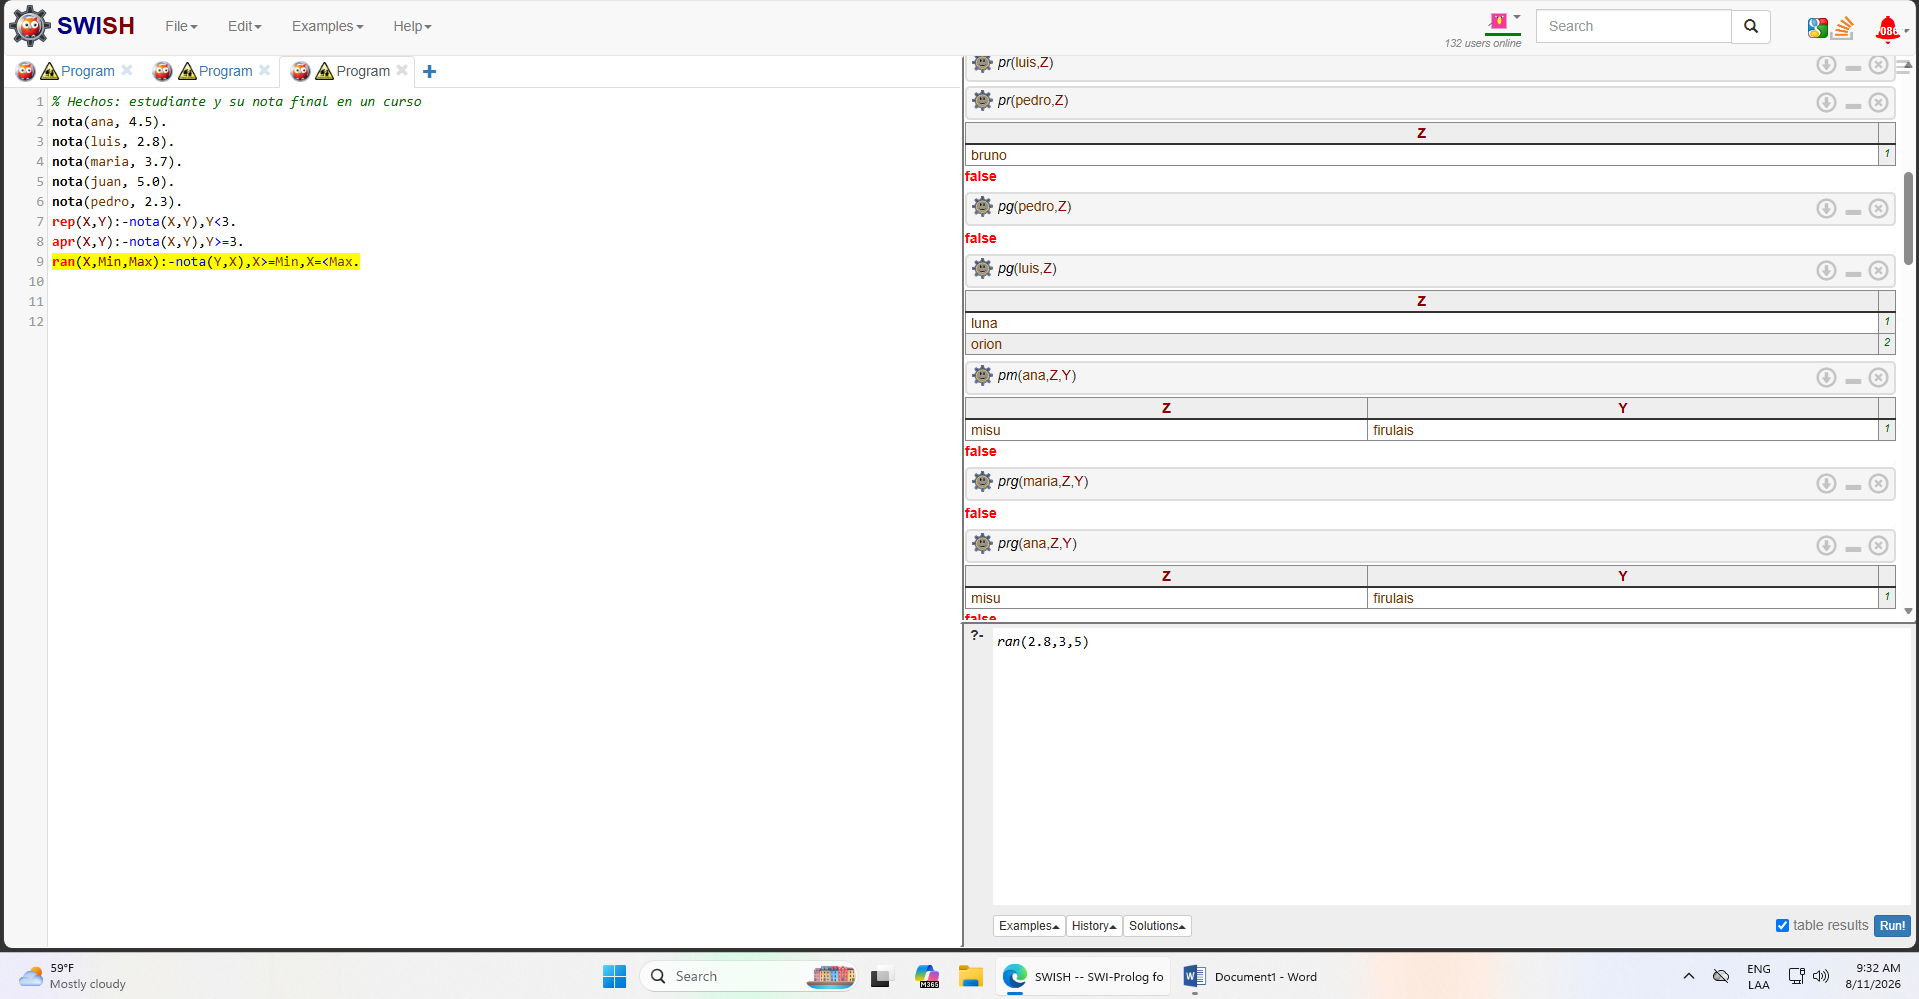 SWISH File Edit Examples Help 132 users online Search
Program Program Program
1 % Hechos: estudiante y su nota final en un curso
2 nota(ana, 4.5).
3 nota(luis, 2.8).
4 nota(maria, 3.7).
5 nota(juan, 5.0).
6 nota(pedro, 2.3).
7 rep(X,Y):-nota(X,Y),Y<3.
8 apr(X,Y):-nota(X,Y),Y>=3.
9 ran(X,Min,Max):-nota(Y,X),X>=Min,X=<Max.
10
11
12
pr(luis,Z)
pr(pedro,Z)
Z
bruno 1
false
pg(pedro,Z)
false
pg(luis,Z)
Z
luna 1
orion 2
pm(ana,Z,Y)
Z Y
misu firulais 1
false
prg(maria,Z,Y)
false
prg(ana,Z,Y)
Z Y
misu firulais 1
false
?- ran(2.8,3,5)
Examples History Solutions table results Run!
59°F
Mostly cloudy
Search
M365
SWISH -- SWI-Prolog fo
Document1 - Word
ENG
LAA
9:32 AM
8/11/2026